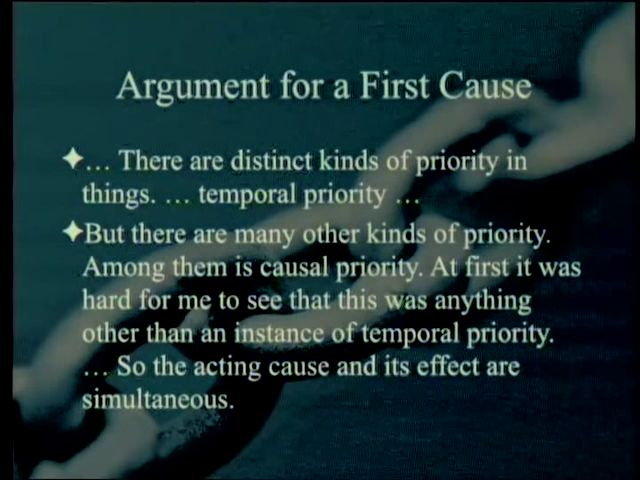 Argument for a First Cause
… There are distinct kinds of priority in
things. … temporal priority …
But there are many other kinds of priority.
Among them is causal priority. At first it was
hard for me to see that this was anything
other than an instance of temporal priority.
… So the acting cause and its effect are
simultaneous.